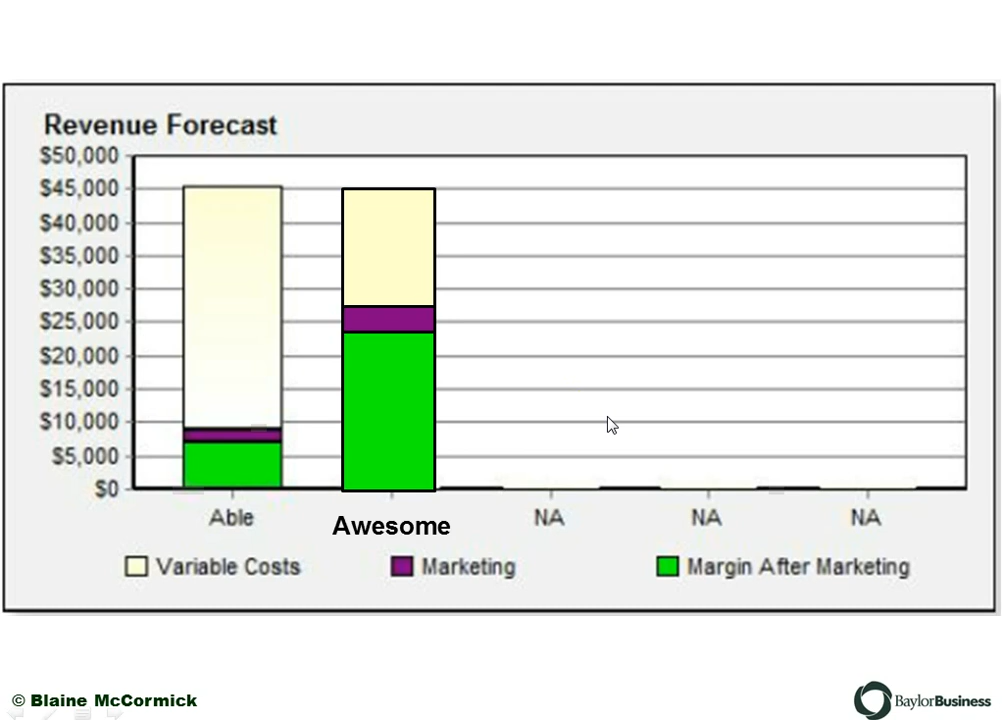 Revenue Forecast
$50,000
$45,000
$40,000
$35,000
$30,000
$25,000
$20,000
$15,000
$10,000
$5,000
$0
Able Awesome NA NA NA
Variable Costs Marketing Margin After Marketing
© Blaine McCormick BaylorBusiness